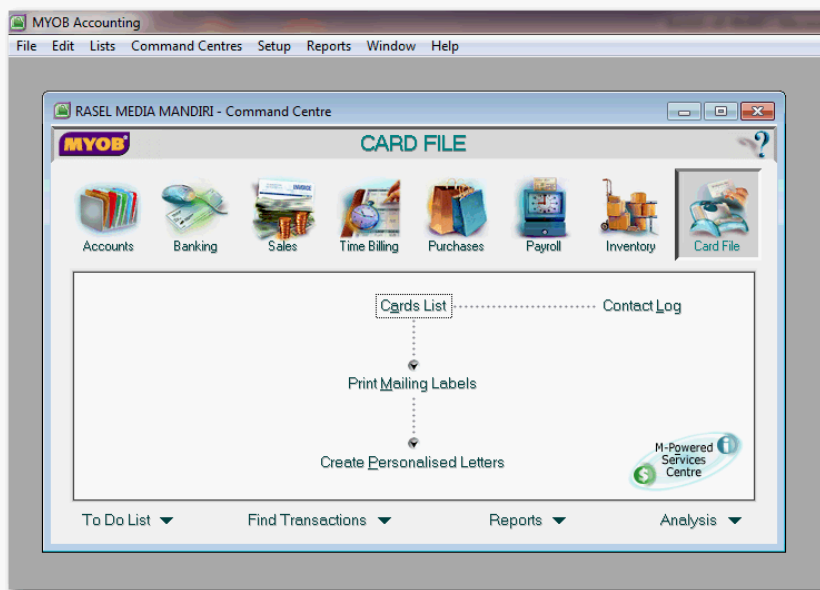 MYOB Accounting
File Edit Lists Command Centres Setup Reports Window Help
RASEL MEDIA MANDIRI - Command Centre
MYOB CARD FILE ?
INVOICE
Accounts Banking Sales Time Billing Purchases Payroll Inventory Card File
Cards List Contact Log
Print Mailing Labels
M-Powered
Services
Centre
Create Personalised Letters
To Do List Find Transactions Reports Analysis